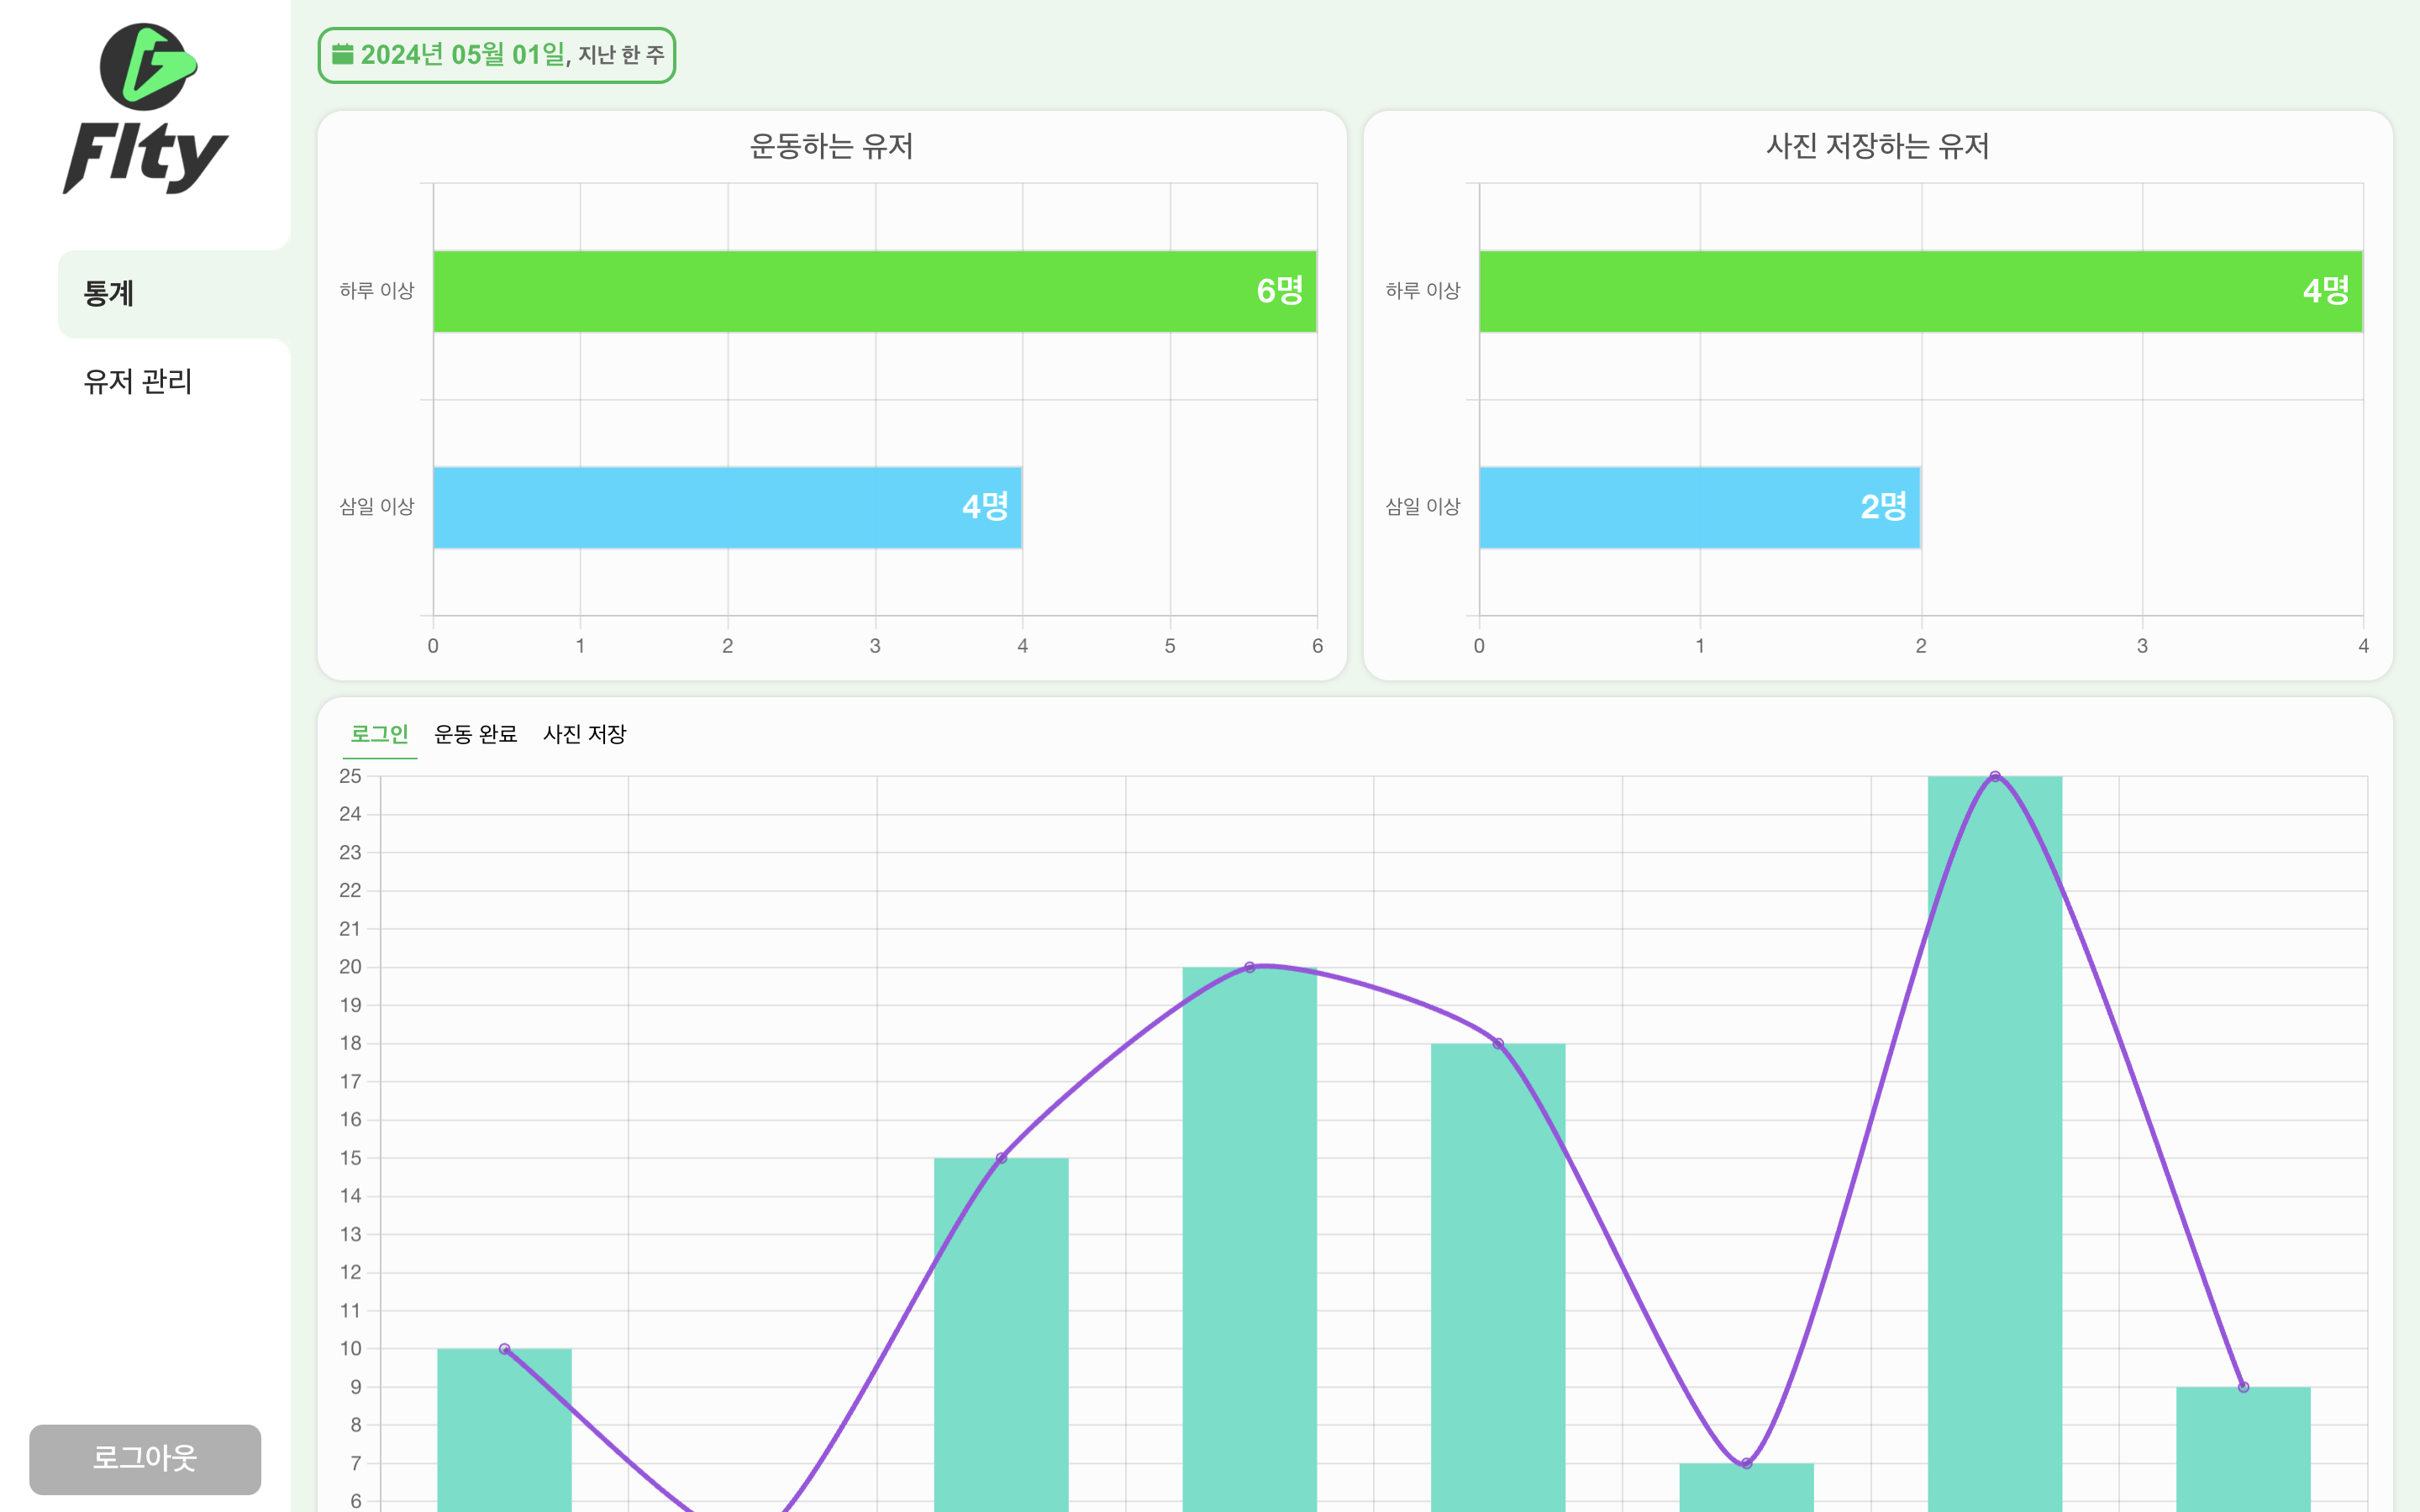 FIty
통계
유저 관리
로그아웃
2024년 05월 01일, 지난 한 주
운동하는 유저
하루 이상
6명
삼일 이상
4명
0 1 2 3 4 5 6
사진 저장하는 유저
하루 이상
4명
삼일 이상
2명
0 1 2 3 4
로그인 운동 완료 사진 저장
25
24
23
22
21
20
19
18
17
16
15
14
13
12
11
10
9
8
7
6